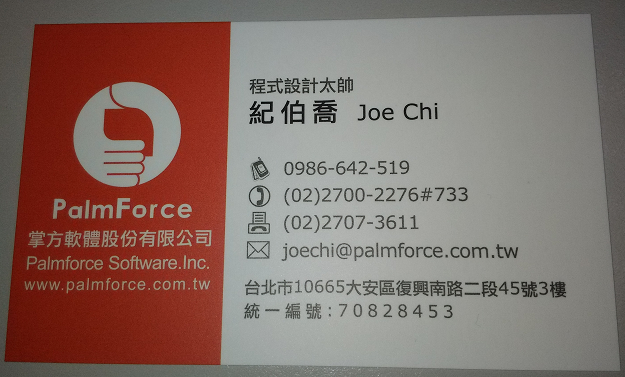 PalmForce
掌方軟體股份有限公司
Palmforce Software.Inc.
www.palmforce.com.tw
程式設計太帥
紀伯喬 Joe Chi
0986-642-519
(02)2700-2276#733
(02)2707-3611
joechi@palmforce.com.tw
台北市10665大安區復興南路二段45號3樓
統一編號:70828453